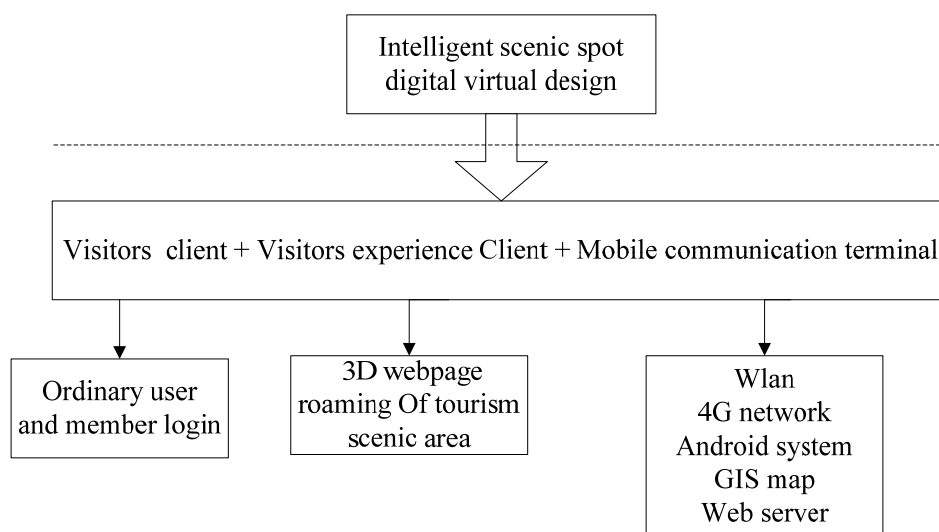 Intelligent scenic spot
digital virtual design
Visitors client + Visitors experience Client + Mobile communication terminal
Ordinary user
and member login
3D webpage
roaming Of tourism
scenic area
Wlan
4G network
Android system
GIS map
Web server